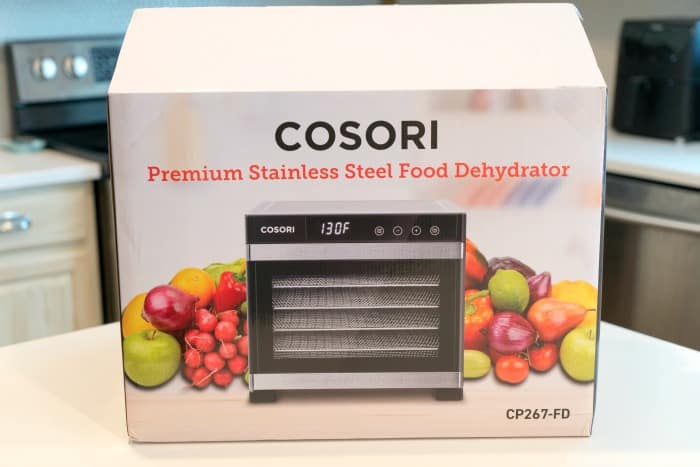 COSORI
Premium Stainless Steel Food Dehydrator
COSORI 130F
CP267-FD